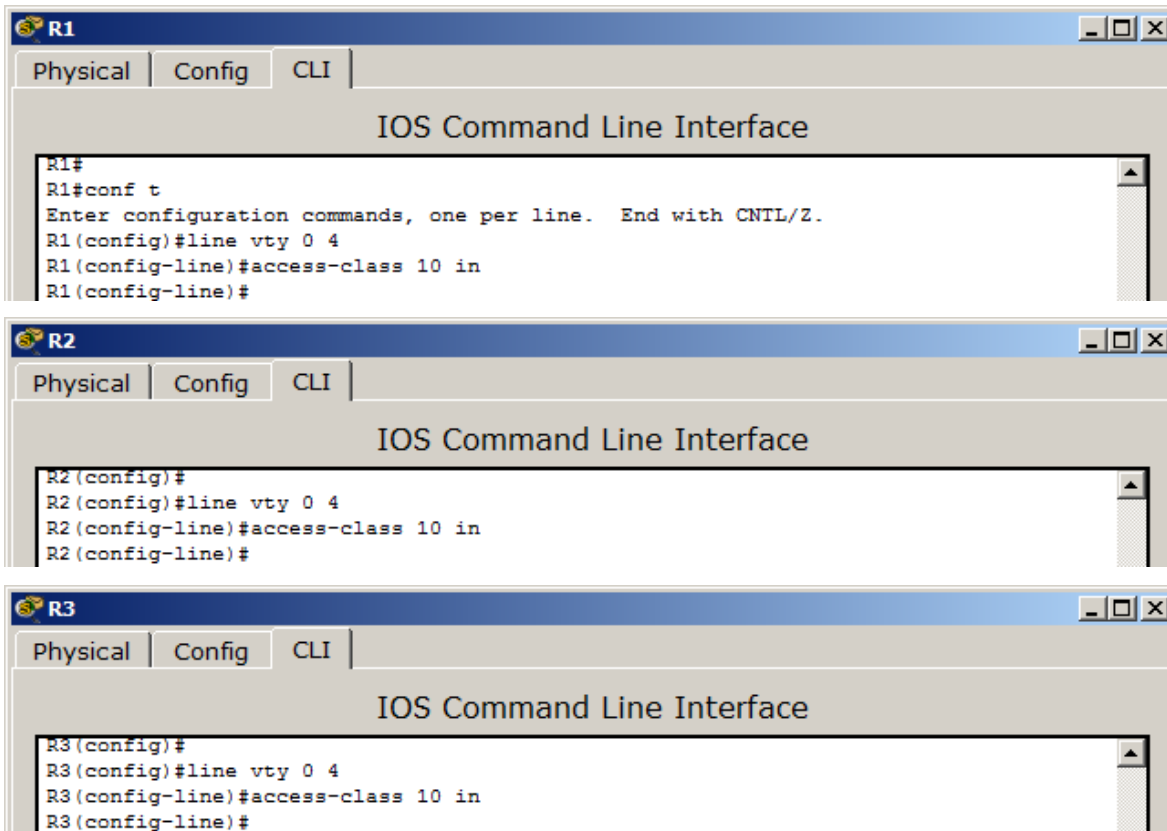 R1
Physical Config CLI
IOS Command Line Interface
R1#
R1#conf t
Enter configuration commands, one per line.  End with CNTL/Z.
R1(config)#line vty 0 4
R1(config-line)#access-class 10 in
R1(config-line)#
R2
Physical Config CLI
IOS Command Line Interface
R2(config)#
R2(config)#line vty 0 4
R2(config-line)#access-class 10 in
R2(config-line)#
R3
Physical Config CLI
IOS Command Line Interface
R3(config)#
R3(config)#line vty 0 4
R3(config-line)#access-class 10 in
R3(config-line)#